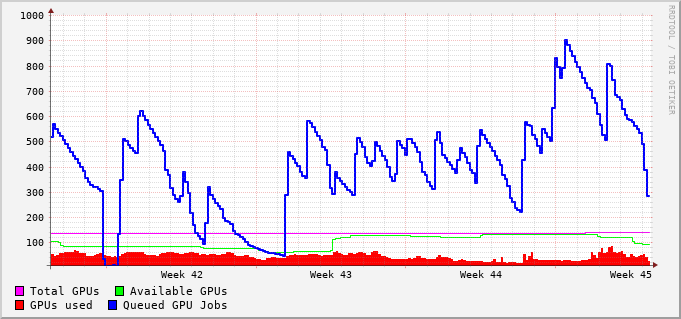 1000
900
800
700
600
500
400
300
200
100
Week 42 Week 43 Week 44 Week 45
Total GPUs Available GPUs
GPUs used Queued GPU Jobs
RRDTOOL / TOBI OETIKER